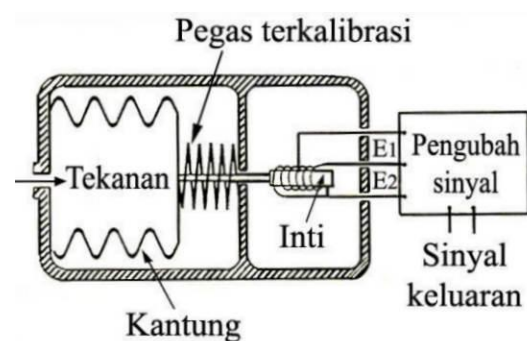 Pegas terkalibrasi
Tekanan
E1
E2
Pengubah
sinyal
Inti
Sinyal
keluaran
Kantung